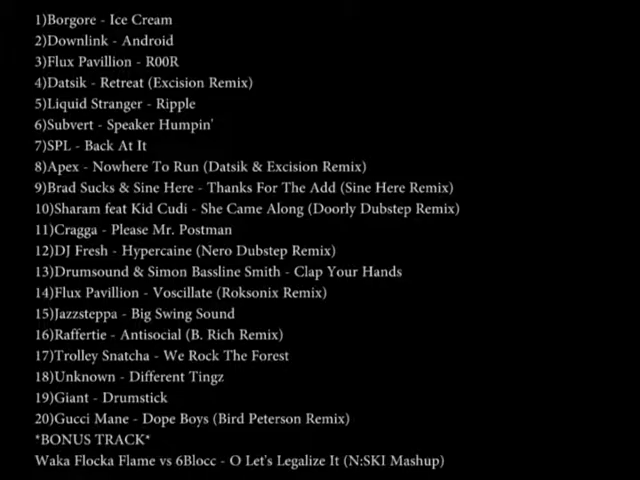 1)Borgore - Ice Cream
2)Downlink - Android
3)Flux Pavillion - R00R
4)Datsik - Retreat (Excision Remix)
5)Liquid Stranger - Ripple
6)Subvert - Speaker Humpin'
7)SPL - Back At It
8)Apex - Nowhere To Run (Datsik & Excision Remix)
9)Brad Sucks & Sine Here - Thanks For The Add (Sine Here Remix)
10)Sharam feat Kid Cudi - She Came Along (Doorly Dubstep Remix)
11)Cragga - Please Mr. Postman
12)DJ Fresh - Hypercaine (Nero Dubstep Remix)
13)Drumsound & Simon Bassline Smith - Clap Your Hands
14)Flux Pavillion - Voscillate (Roksonix Remix)
15)Jazzsteppa - Big Swing Sound
16)Raffertie - Antisocial (B. Rich Remix)
17)Trolley Snatcha - We Rock The Forest
18)Unknown - Different Tingz
19)Giant - Drumstick
20)Gucci Mane - Dope Boys (Bird Peterson Remix)
*BONUS TRACK*
Waka Flocka Flame vs 6Blocc - O Let's Legalize It (N:SKI Mashup)